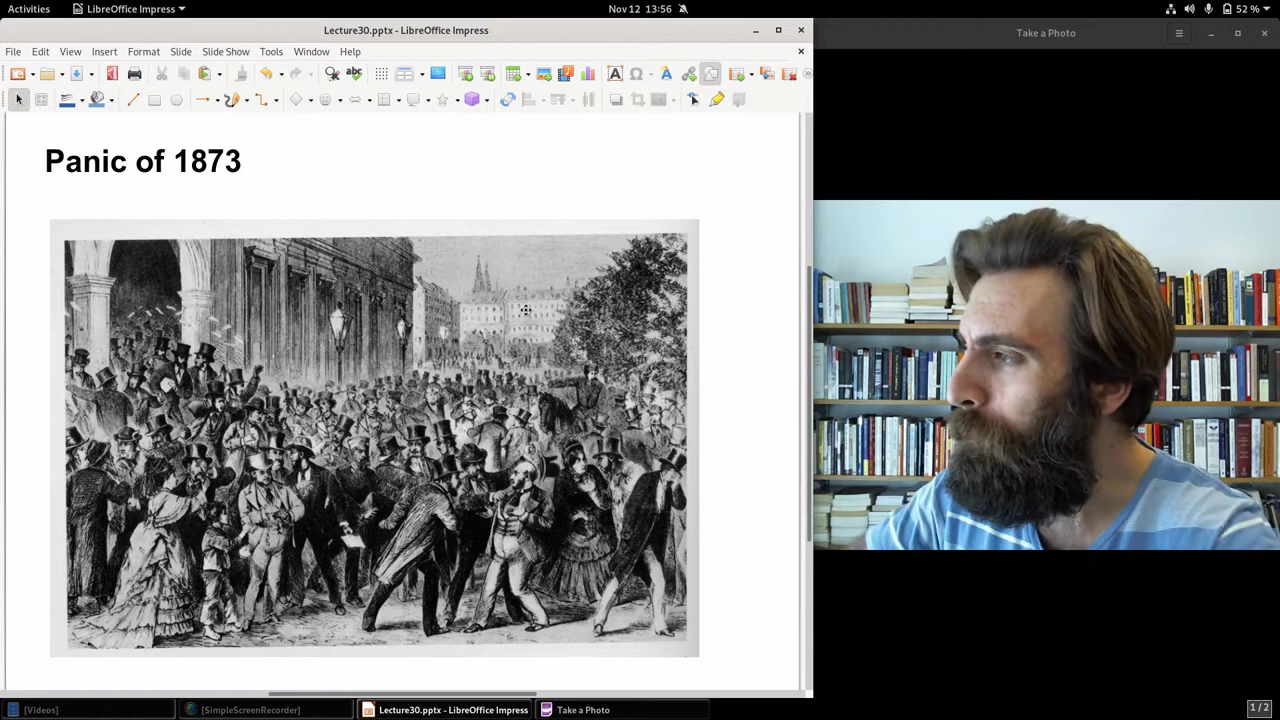 Activities LibreOffice Impress Nov 12 13:56 52 %
Lecture30.pptx - LibreOffice Impress
Take a Photo
File Edit View Insert Format Slide Slide Show Tools Window Help
Panic of 1873
[Videos] [SimpleScreenRecorder] Lecture30.pptx - LibreOffice Impress Take a Photo 1/2